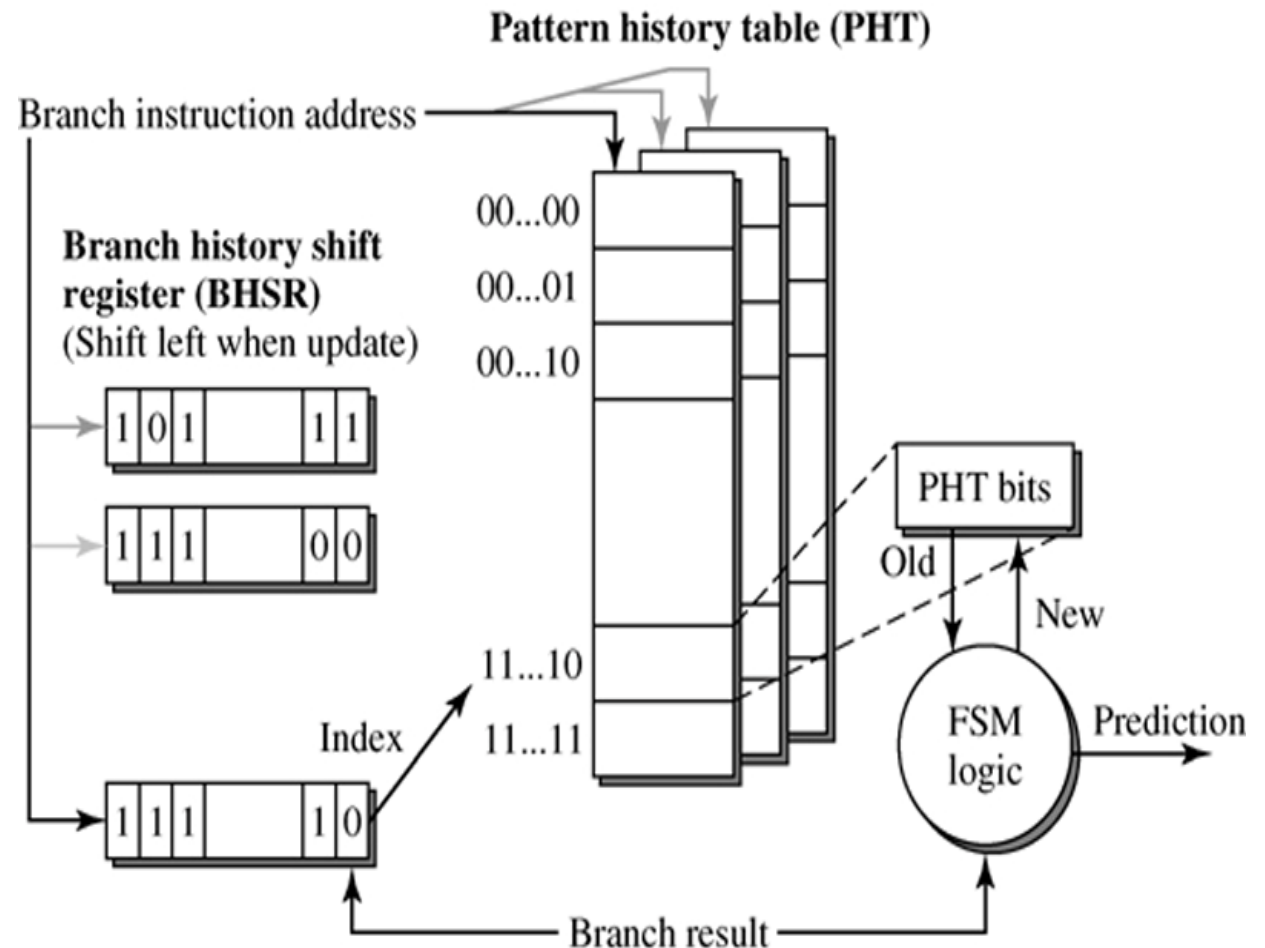 Pattern history table (PHT)
Branch instruction address
Branch history shift
register (BHSR)
(Shift left when update)
00...00
00...01
00...10
1 0 1 1 1
1 1 1 0 0
PHT bits
Old
New
11...10
11...11
Index
FSM
logic
Prediction
1 1 1 1 0
Branch result